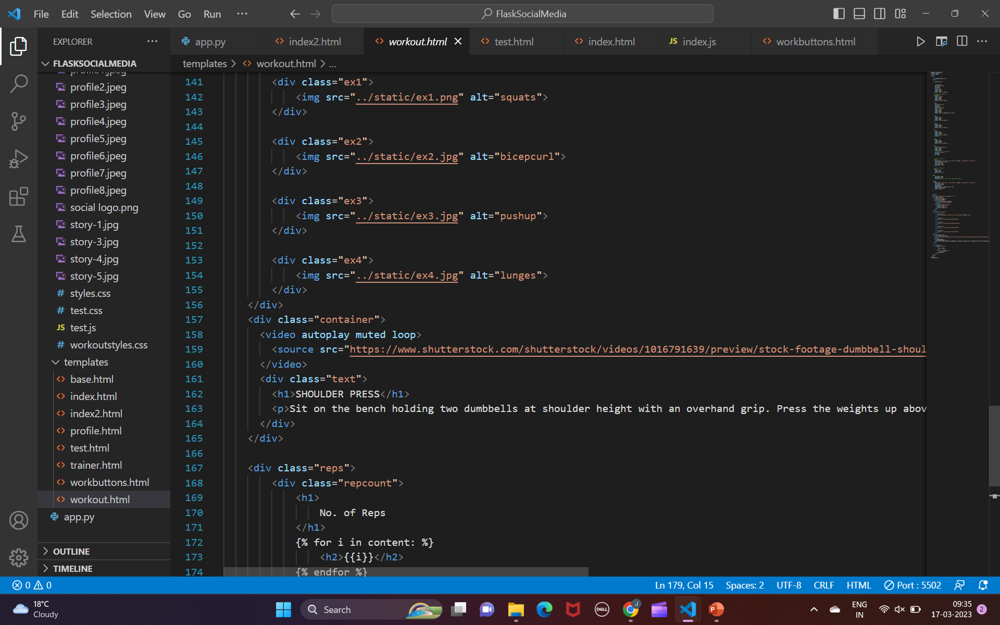 File Edit Selection View Go Run ···
FlaskSocialMedia
EXPLORER ···
app.py
index2.html
workout.html
test.html
index.html
JS index.js
workbuttons.html
FLASKSOCIALMEDIA
templates > workout.html > ...
profile2.jpeg
profile3.jpeg
profile4.jpeg
profile5.jpeg
profile6.jpeg
profile7.jpeg
profile8.jpeg
social logo.png
story-1.jpg
story-3.jpg
story-4.jpg
story-5.jpg
# styles.css
# test.css
JS test.js
# workoutstyles.css
templates
base.html
index.html
index2.html
profile.html
test.html
trainer.html
workbuttons.html
workout.html
app.py
OUTLINE
TIMELINE
141 <div class="ex1">
142 <img src="../static/ex1.png" alt="squats">
143 </div>
144
145 <div class="ex2">
146 <img src="../static/ex2.jpg" alt="bicepcurl">
147 </div>
148
149 <div class="ex3">
150 <img src="../static/ex3.jpg" alt="pushup">
151 </div>
152
153 <div class="ex4">
154 <img src="../static/ex4.jpg" alt="lunges">
155 </div>
156 </div>
157 <div class="container">
158 <video autoplay muted loop>
159 <source src="https://www.shutterstock.com/shutterstock/videos/1016791639/preview/stock-footage-dumbbell-shoul
160 </video>
161 <div class="text">
162 <h1>SHOULDER PRESS</h1>
163 <p>Sit on the bench holding two dumbbells at shoulder height with an overhand grip. Press the weights up abov
164 </div>
165 </div>
166
167 <div class="reps">
168 <div class="repcount">
169 <h1>
170 No. of Reps
171 </h1>
172 {% for i in content: %}
173 <h2>{{i}}</h2>
174 {% endfor %}
0 0
Ln 179, Col 15 Spaces: 2 UTF-8 CRLF HTML Port : 5502
18°C
Cloudy
Search
DELL
J
P
ENG
IN
09:35
17-03-2023
2